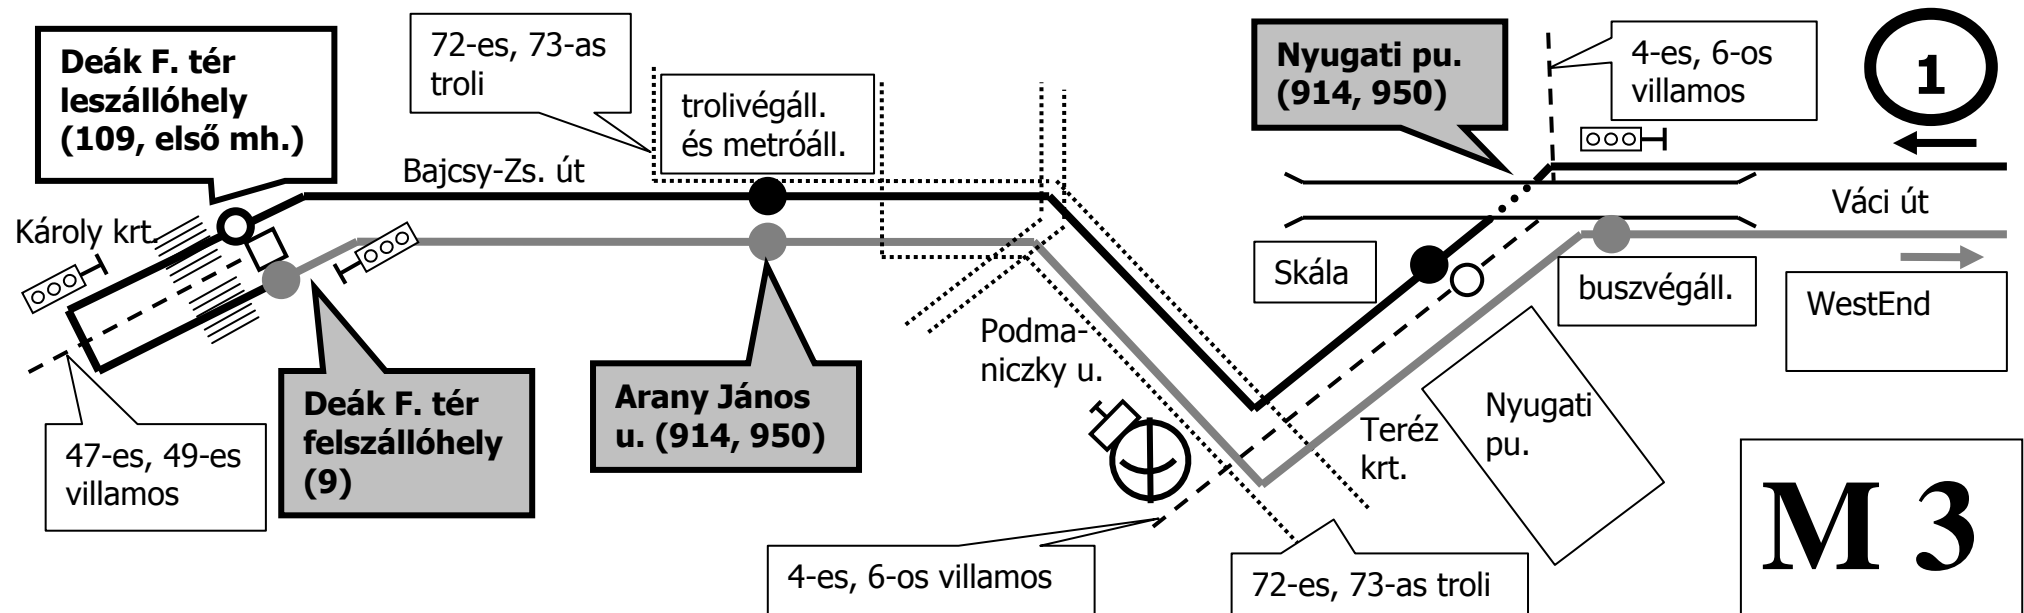 Deák F. tér
leszállóhely
(109, első mh.)
72-es, 73-as
troli
trolivégáll.
és metróáll.
Nyugati pu.
(914, 950)
4-es, 6-os
villamos
1
Bajcsy-Zs. út
Károly krt.
Váci út
Skála
buszvégáll.
WestEnd
Podma-
niczky u.
Deák F. tér
felszállóhely
(9)
Arany János
u. (914, 950)
47-es, 49-es
villamos
Teréz
krt.
Nyugati
pu.
4-es, 6-os villamos
72-es, 73-as troli
M 3